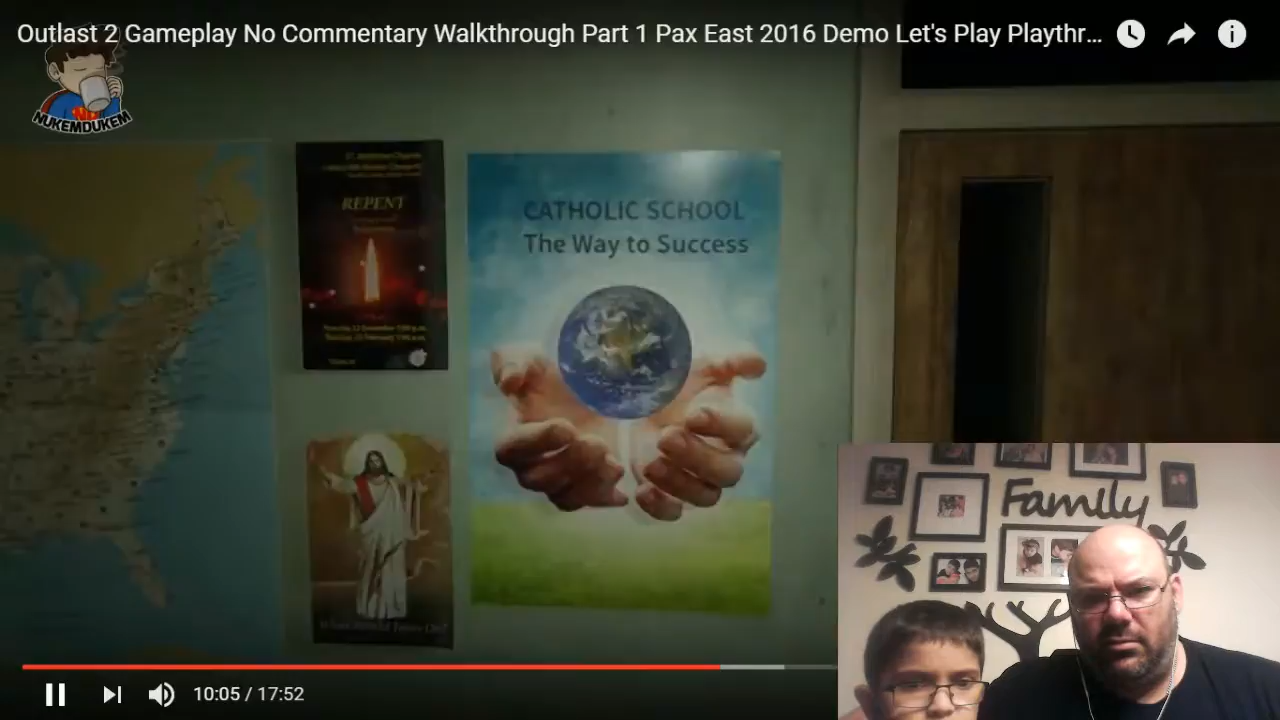 Outlast 2 Gameplay No Commentary Walkthrough Part 1 Pax East 2016 Demo Let's Play Playthr...
NUKEMDUKEM
REPENT
CATHOLIC SCHOOL
The Way to Success
Family
10:05 / 17:52